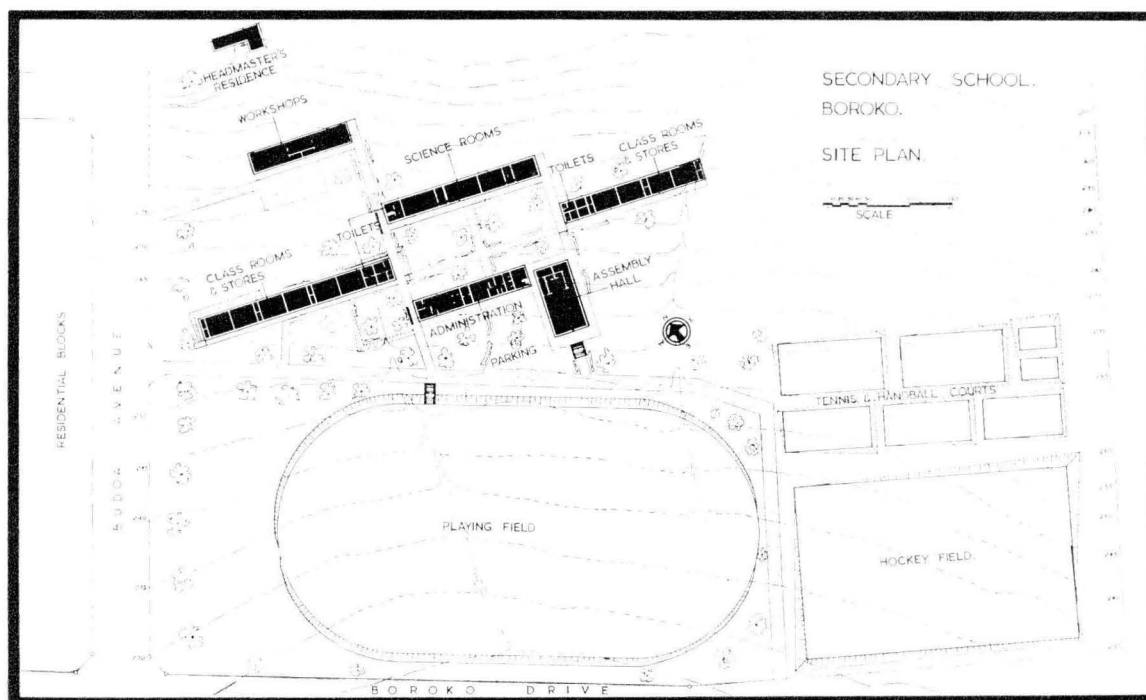 SECONDARY SCHOOL.
BOROKO.
SITE PLAN.
SCALE
HEADMASTER'S
RESIDENCE
WORKSHOPS
SCIENCE ROOMS
TOILETS
CLASS ROOMS
& STORES
TOILETS
CLASS ROOMS
& STORES
ADMINISTRATION
ASSEMBLY
HALL
PARKING
RESIDENTIAL BLOCKS
BUDOA AVENUE
TENNIS & HANDBALL COURTS
PLAYING FIELD
HOCKEY FIELD.
BOROKO DRIVE